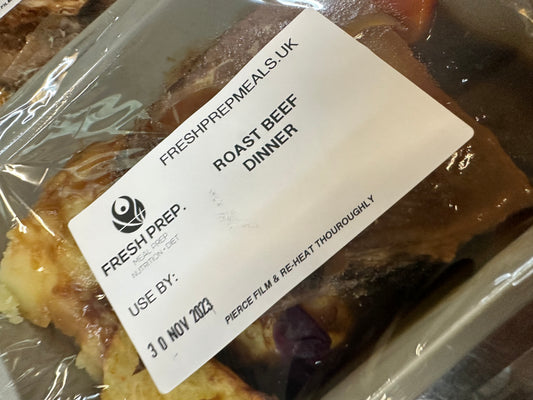 FRESHPREPMEALS.UK
ROAST BEEF
DINNER
FRESH PREP.
MEAL PREP
NUTRITION • DIET
USE BY:
30 NOV 2023
PIERCE FILM & RE-HEAT THOUROUGHLY